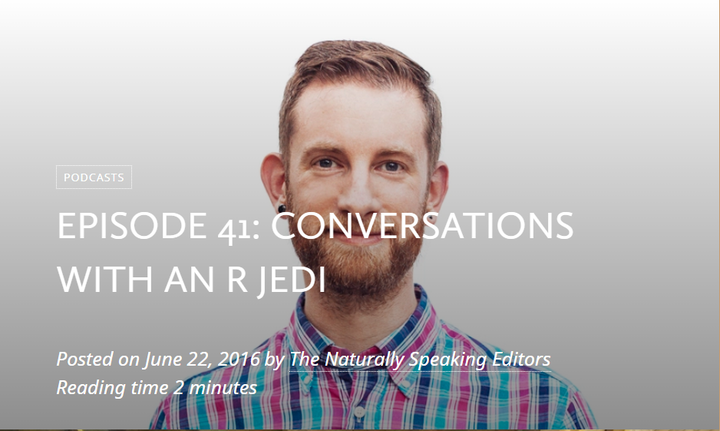 PODCASTS
EPISODE 41: CONVERSATIONS
WITH AN R JEDI
Posted on June 22, 2016 by The Naturally Speaking Editors
Reading time 2 minutes